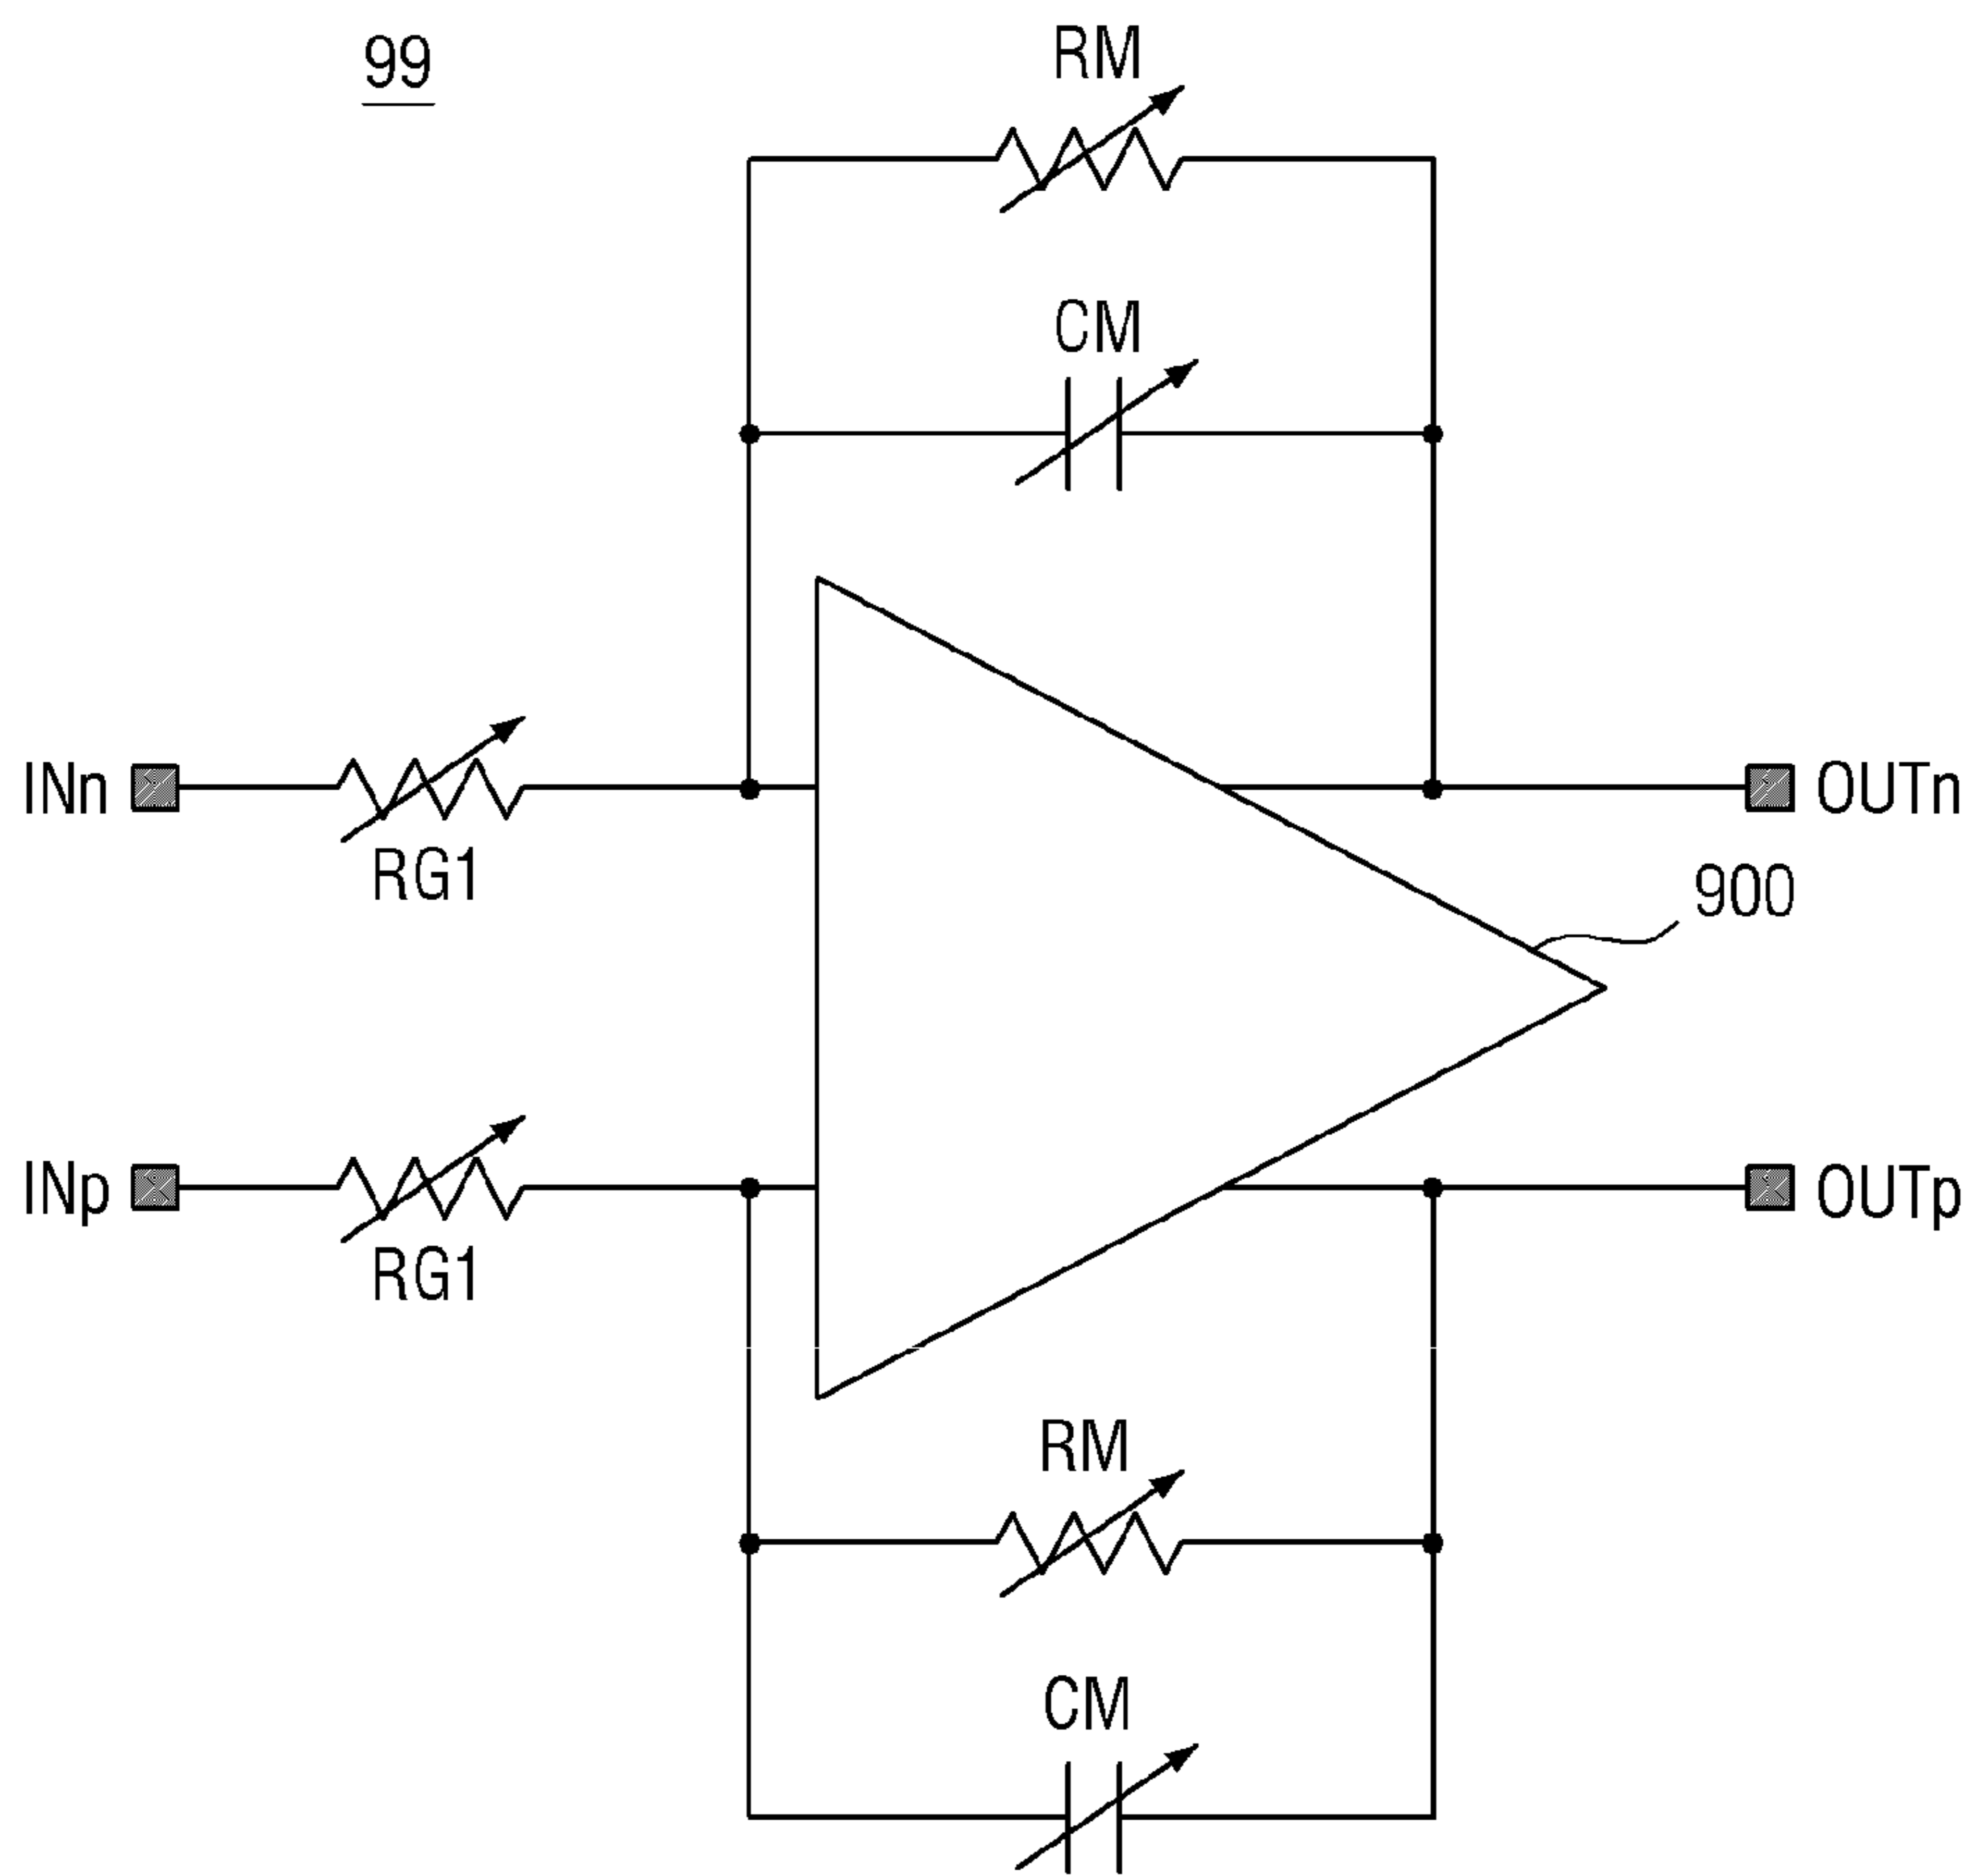 99
RM
CM
INn
OUTn
RG1
900
INp
OUTp
RG1
RM
CM